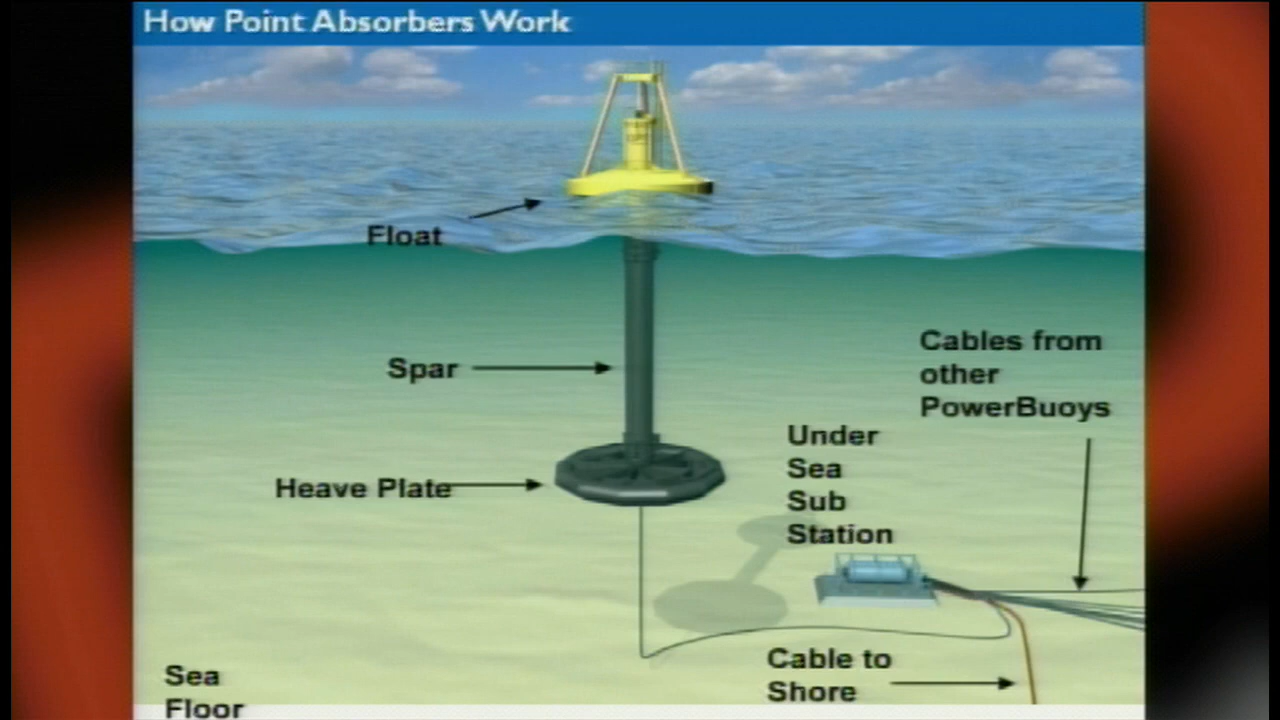 How Point Absorbers Work
Float
Spar
Heave Plate
Cables from
other
PowerBuoys
Under
Sea
Sub
Station
Cable to
Shore
Sea
Floor